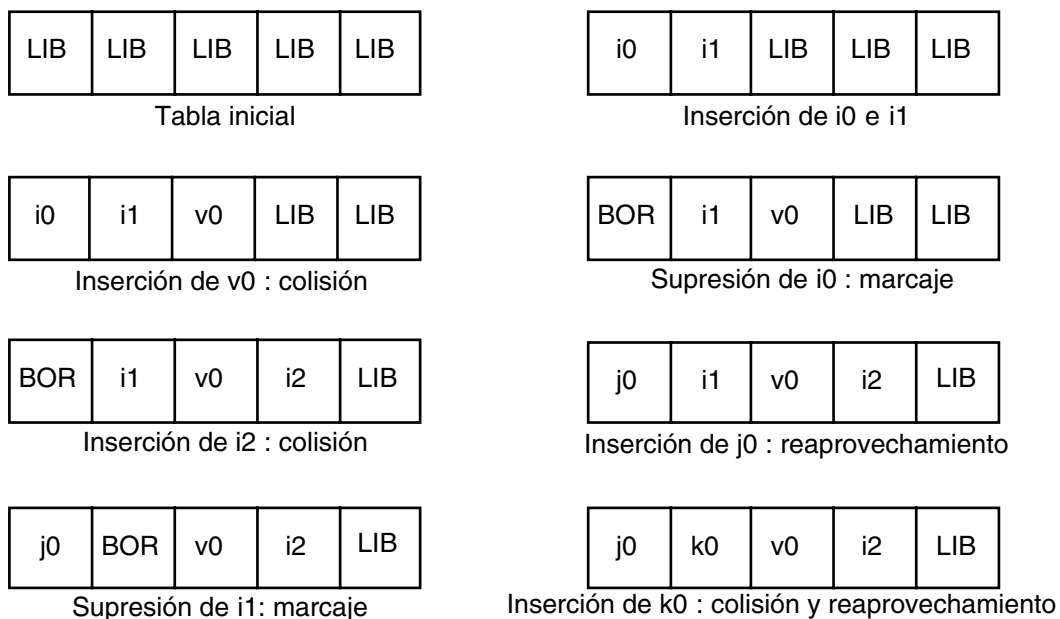 LIB LIB LIB LIB LIB
Tabla inicial
i0 i1 LIB LIB LIB
Inserción de i0 e i1
i0 i1 v0 LIB LIB
Inserción de v0 : colisión
BOR i1 v0 LIB LIB
Supresión de i0 : marcaje
BOR i1 v0 i2 LIB
Inserción de i2 : colisión
j0 i1 v0 i2 LIB
Inserción de j0 : reaprovechamiento
j0 BOR v0 i2 LIB
Supresión de i1: marcaje
j0 k0 v0 i2 LIB
Inserción de k0 : colisión y reaprovechamiento